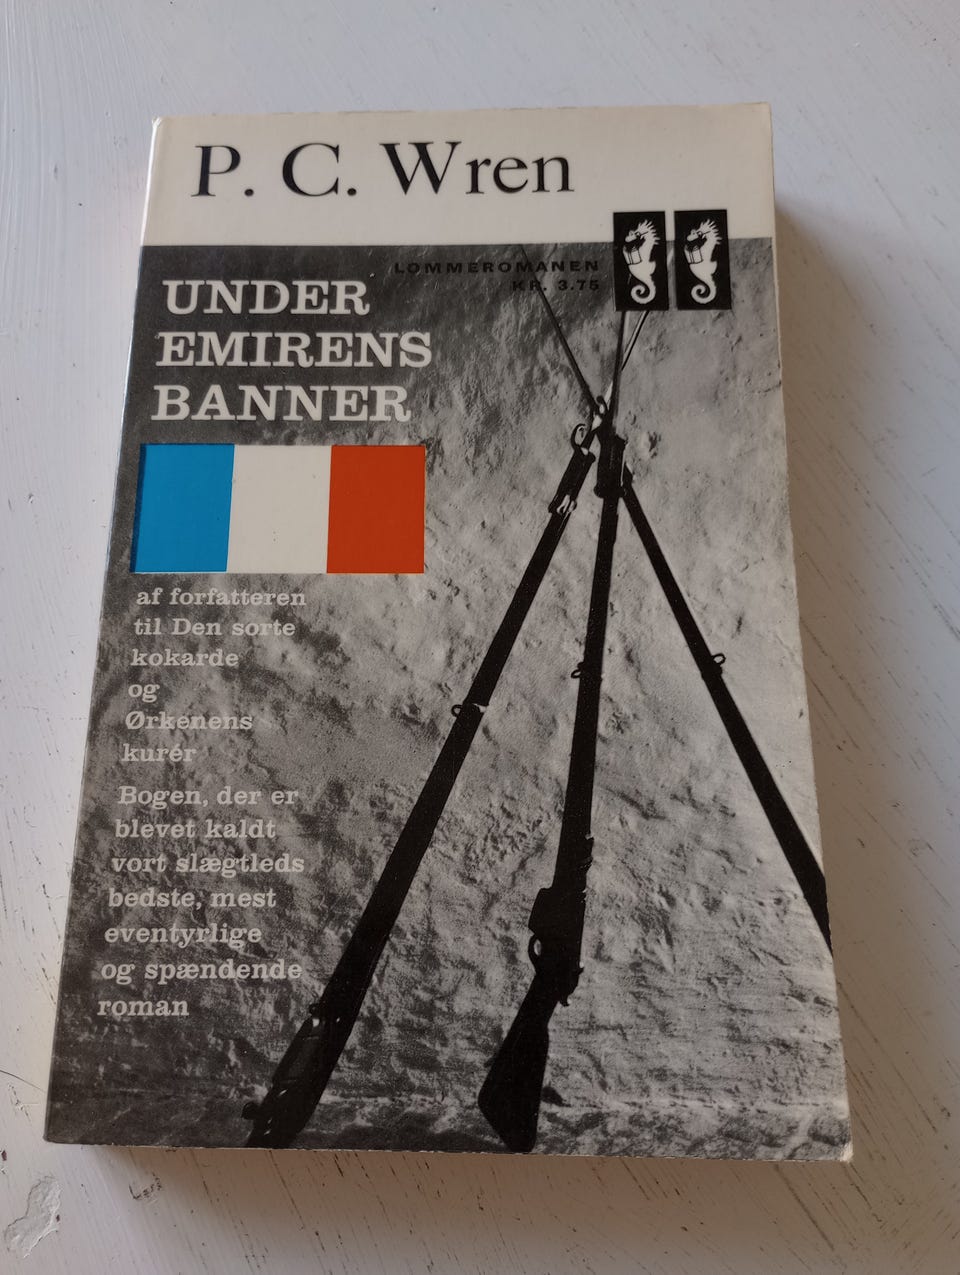 P. C. Wren
LOMMEROMANEN
KR. 3.75
UNDER
EMIRENS
BANNER
af forfatteren
til Den sorte
kokarde
og
Ørkenens
kurér
Bogen, der er
blevet kaldt
vort slægtleds
bedste, mest
eventyrlige
og spændende
roman